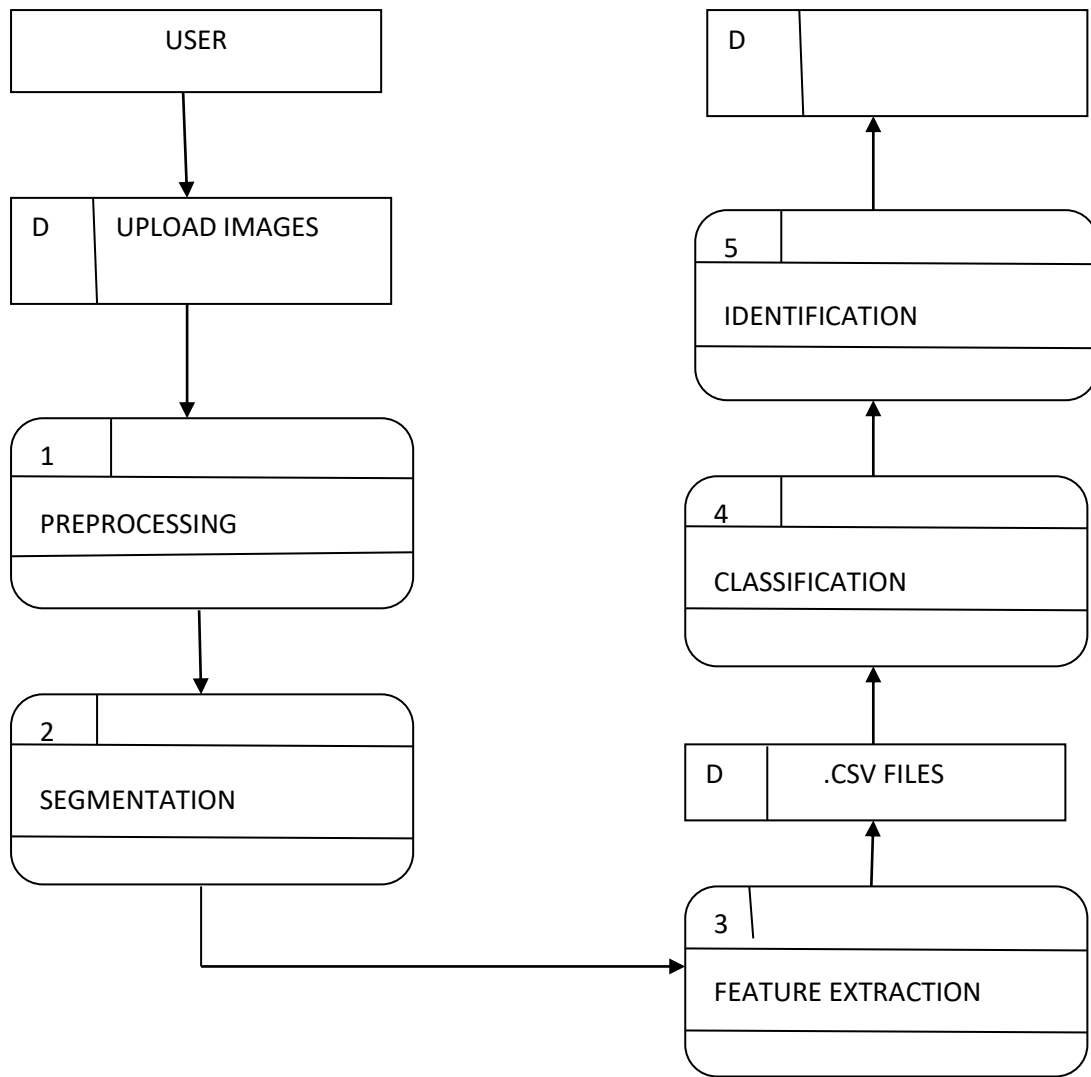 USER
D UPLOAD IMAGES
1
PREPROCESSING
2
SEGMENTATION
3
FEATURE EXTRACTION
D .CSV FILES
4
CLASSIFICATION
5
IDENTIFICATION
D